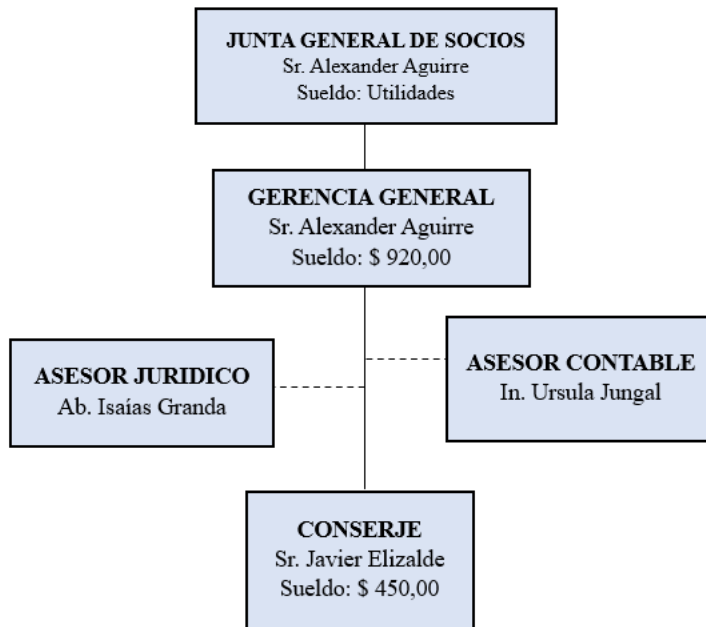 JUNTA GENERAL DE SOCIOS
Sr. Alexander Aguirre
Sueldo: Utilidades
GERENCIA GENERAL
Sr. Alexander Aguirre
Sueldo: $ 920,00
ASESOR JURIDICO
Ab. Isaías Granda
ASESOR CONTABLE
In. Ursula Jungal
CONSERJE
Sr. Javier Elizalde
Sueldo: $ 450,00